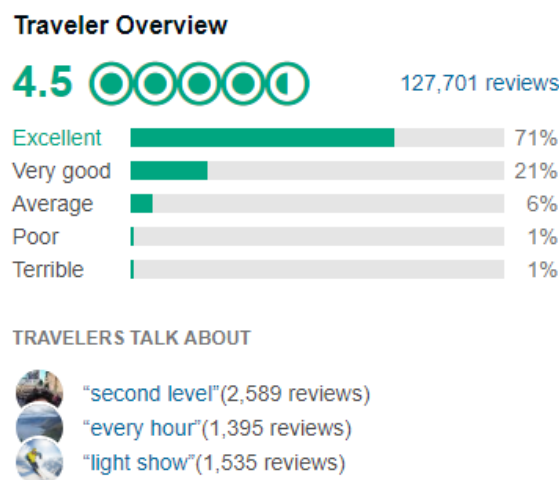 Traveler Overview
4.5 127,701 reviews
Excellent 71%
Very good 21%
Average 6%
Poor 1%
Terrible 1%
TRAVELERS TALK ABOUT
“second level”(2,589 reviews)
“every hour”(1,395 reviews)
“light show”(1,535 reviews)